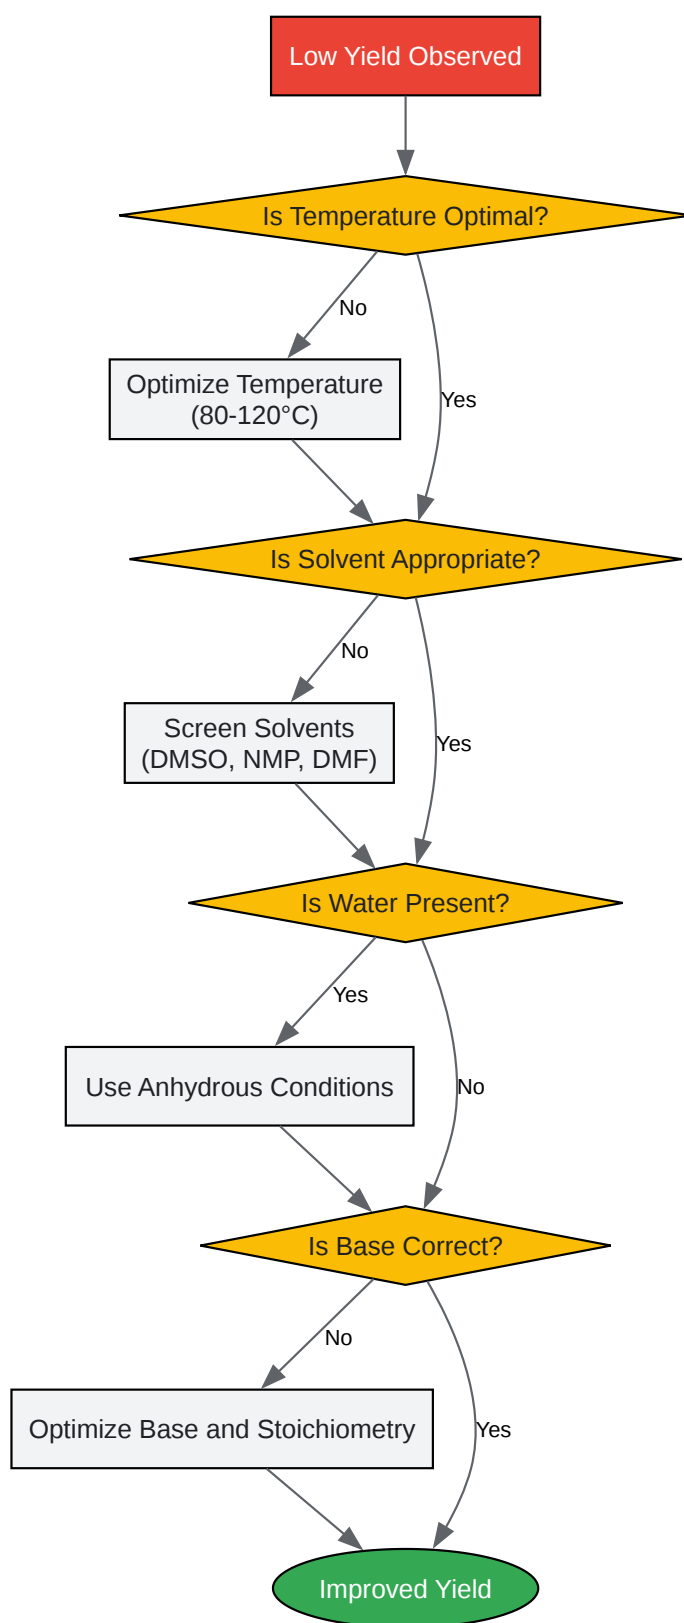 Low Yield Observed
Is Temperature Optimal?
No
Optimize Temperature
(80-120°C)
Yes
Is Solvent Appropriate?
No
Screen Solvents
(DMSO, NMP, DMF)
Yes
Is Water Present?
Yes
Use Anhydrous Conditions
No
Is Base Correct?
No
Optimize Base and Stoichiometry
Yes
Improved Yield